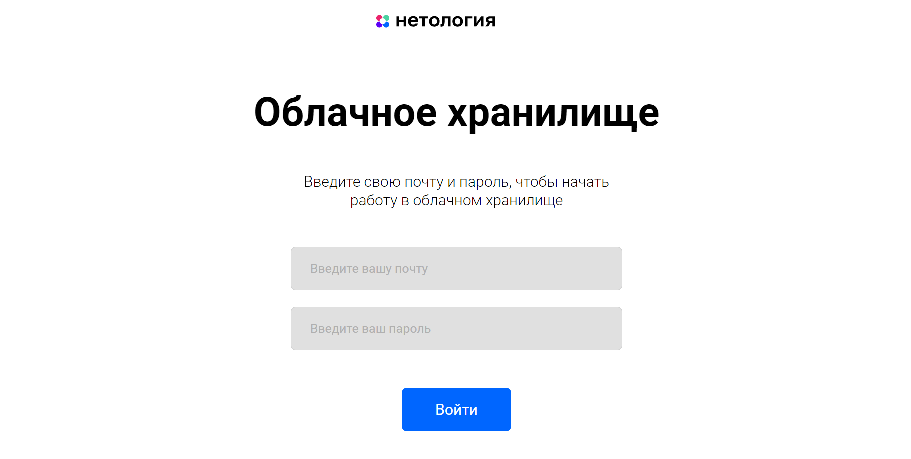 нетология
Облачное хранилище
Введите свою почту и пароль, чтобы начать
работу в облачном хранилище
Введите вашу почту
Введите ваш пароль
Войти